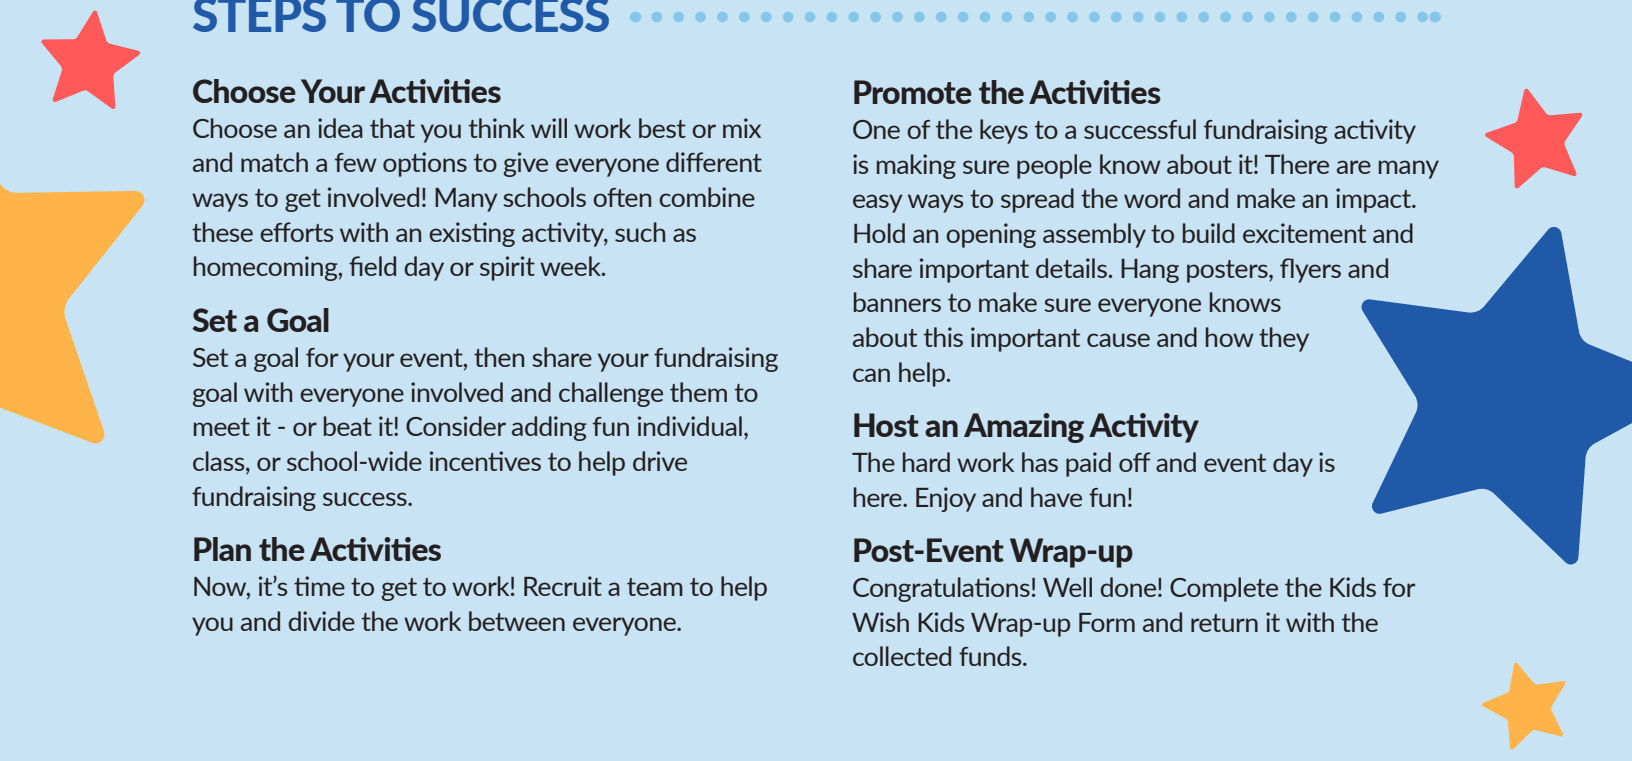 STEPS TO SUCCESS
Choose Your Activities
Choose an idea that you think will work best or mix
and match a few options to give everyone different
ways to get involved! Many schools often combine
these efforts with an existing activity, such as
homecoming, field day or spirit week.
Set a Goal
Set a goal for your event, then share your fundraising
goal with everyone involved and challenge them to
meet it - or beat it! Consider adding fun individual,
class, or school-wide incentives to help drive
fundraising success.
Plan the Activities
Now, it’s time to get to work! Recruit a team to help
you and divide the work between everyone.
Promote the Activities
One of the keys to a successful fundraising activity
is making sure people know about it! There are many
easy ways to spread the word and make an impact.
Hold an opening assembly to build excitement and
share important details. Hang posters, flyers and
banners to make sure everyone knows
about this important cause and how they
can help.
Host an Amazing Activity
The hard work has paid off and event day is
here. Enjoy and have fun!
Post-Event Wrap-up
Congratulations! Well done! Complete the Kids for
Wish Kids Wrap-up Form and return it with the
collected funds.